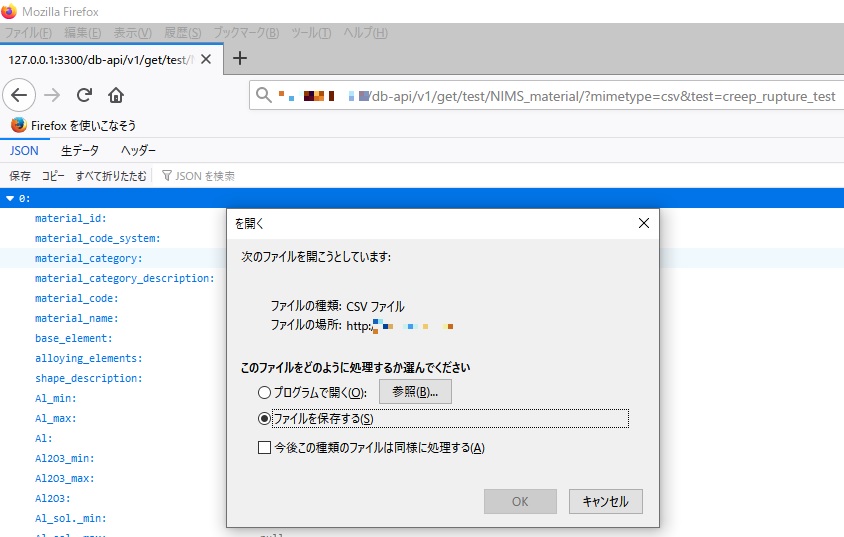 Mozilla Firefox
ファイル(F) 編集(E) 表示(V) 履歴(S) ブックマーク(B) ツール(T) ヘルプ(H)
127.0.0.1:3300/db-api/v1/get/test/
/db-api/v1/get/test/NIMS_material/?mimetype=csv&test=creep_rupture_test
Firefox を使いこなそう
JSON 生データ ヘッダー
保存 コピー すべて折りたたむ JSON を検索
0:
material_id:
material_code_system:
material_category:
material_category_description:
material_code:
material_name:
base_element:
alloying_elements:
shape_description:
Al_min:
Al_max:
Al:
Al2O3_min:
Al2O3_max:
Al2O3:
Al_sol._min:
を開く
次のファイルを開こうとしています:
ファイルの種類: CSV ファイル
ファイルの場所: http:/
このファイルをどのように処理するか選んでください
プログラムで開く(O): 参照(B)...
ファイルを保存する(S)
今後この種類のファイルは同様に処理する(A)
OK キャンセル